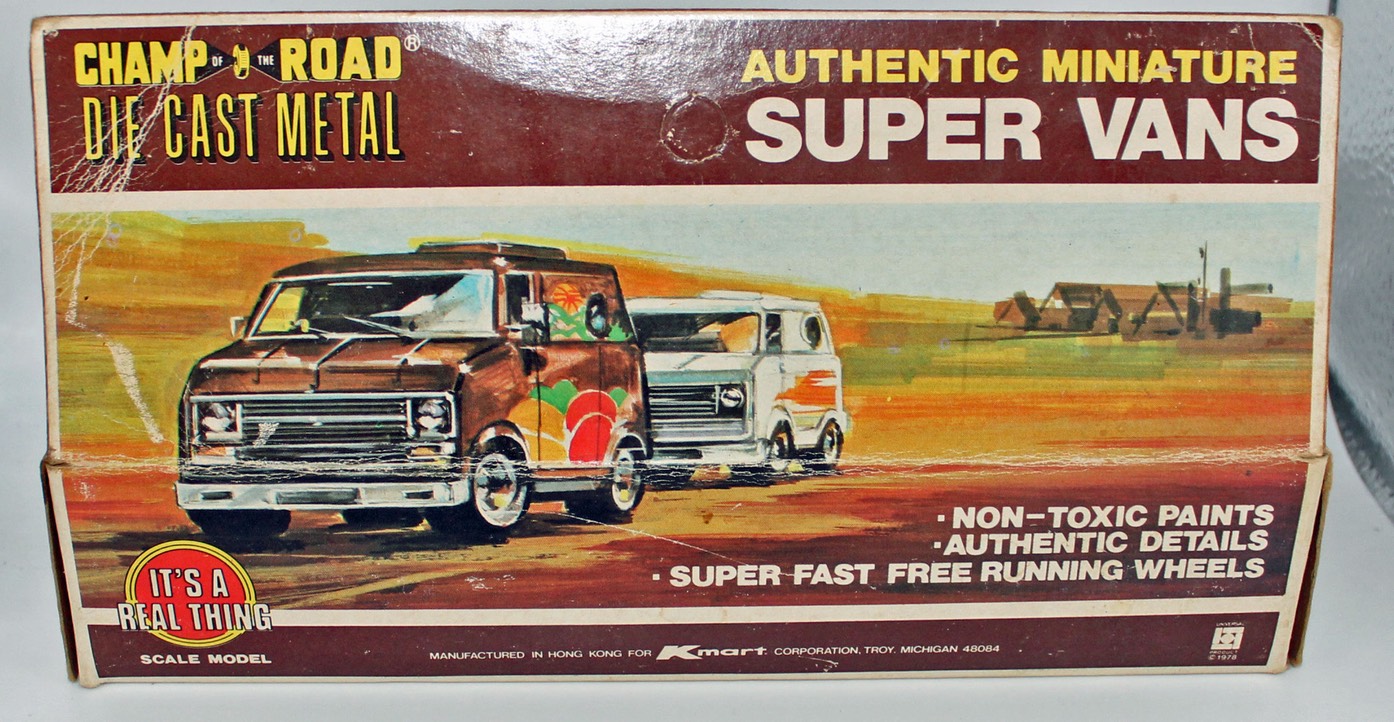 CHAMP OF THE ROAD®
DIE CAST METAL
AUTHENTIC MINIATURE
SUPER VANS
▪ NON-TOXIC PAINTS
▪ AUTHENTIC DETAILS
▪ SUPER FAST FREE RUNNING WHEELS
IT'S A
REAL THING
SCALE MODEL
MANUFACTURED IN HONG KONG FOR Kmart CORPORATION, TROY, MICHIGAN 48084
UNIVERSAL
PRODUCT
© 1978